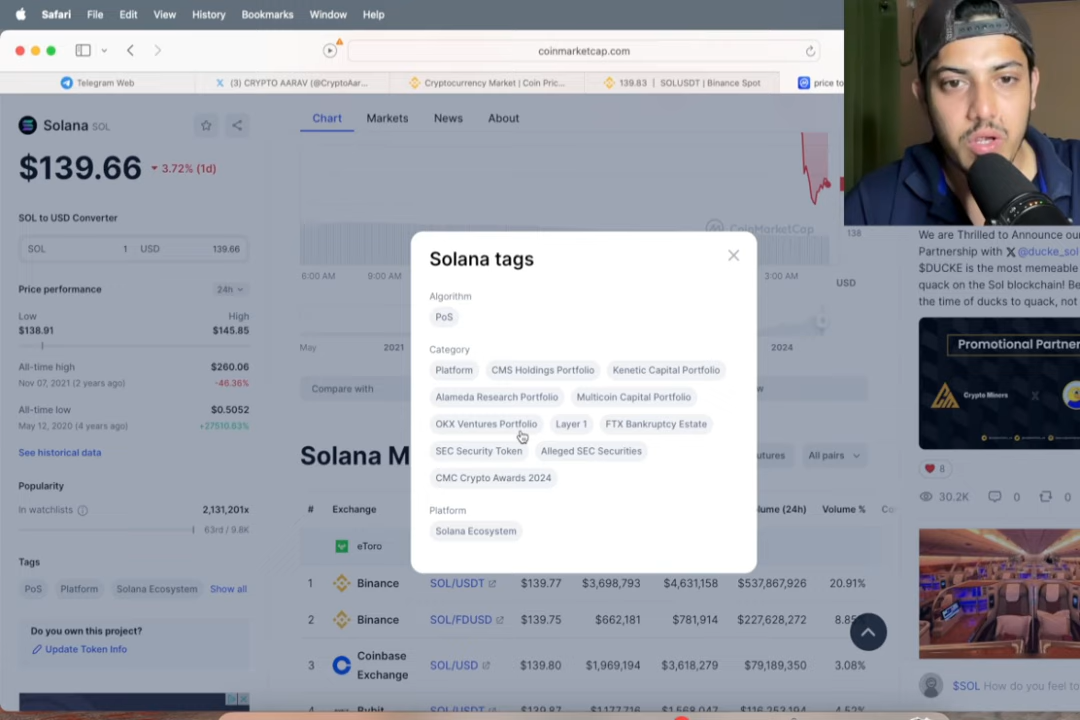 Safari File Edit View History Bookmarks Window Help
coinmarketcap.com
Telegram Web
(3) CRYPTO AARAV (@CryptoAar...
Cryptocurrency Market | Coin Pric...
139.83 | SOLUSDT | Binance Spot
price to
Solana SOL
$139.66 3.72% (1d)
SOL to USD Converter
SOL 1 USD 139.66
Price performance 24h
Low High
$138.91 $145.85
All-time high $260.06
Nov 07, 2021 (2 years ago) -46.36%
All-time low $0.5052
May 12, 2020 (4 years ago) +27510.83%
See historical data
Popularity
In watchlists 2,131,201x
63rd / 9.8K
Tags
PoS Platform Solana Ecosystem Show all
Do you own this project?
Update Token Info
Chart Markets News About
CoinMarketCap
138
6:00 AM 9:00 AM 3:00 AM USD
May 2021 2024
Compare with
Solana tags
Algorithm
PoS
Category
Platform CMS Holdings Portfolio Kenetic Capital Portfolio
Alameda Research Portfolio Multicoin Capital Portfolio
OKX Ventures Portfolio Layer 1 FTX Bankruptcy Estate
SEC Security Token Alleged SEC Securities
CMC Crypto Awards 2024
Platform
Solana Ecosystem
Solana M
utures All pairs
# Exchange olume (24h) Volume % Co
eToro
1 Binance SOL/USDT $139.77 $3,698,793 $4,631,158 $537,867,926 20.91%
2 Binance SOL/FDUSD $139.75 $662,181 $781,914 $227,628,272 8.85
3 Coinbase Exchange SOL/USD $139.80 $1,969,194 $3,618,279 $79,189,350 3.08%
We are Thrilled to Announce our
Partnership with X @ducke_sol
$DUCKE is the most memeable
quack on the Sol blockchain! Be
the time of ducks to quack, not
Promotional Partner
Crypto Miners X
8
30.2K 0 0
$SOL How do you feel to